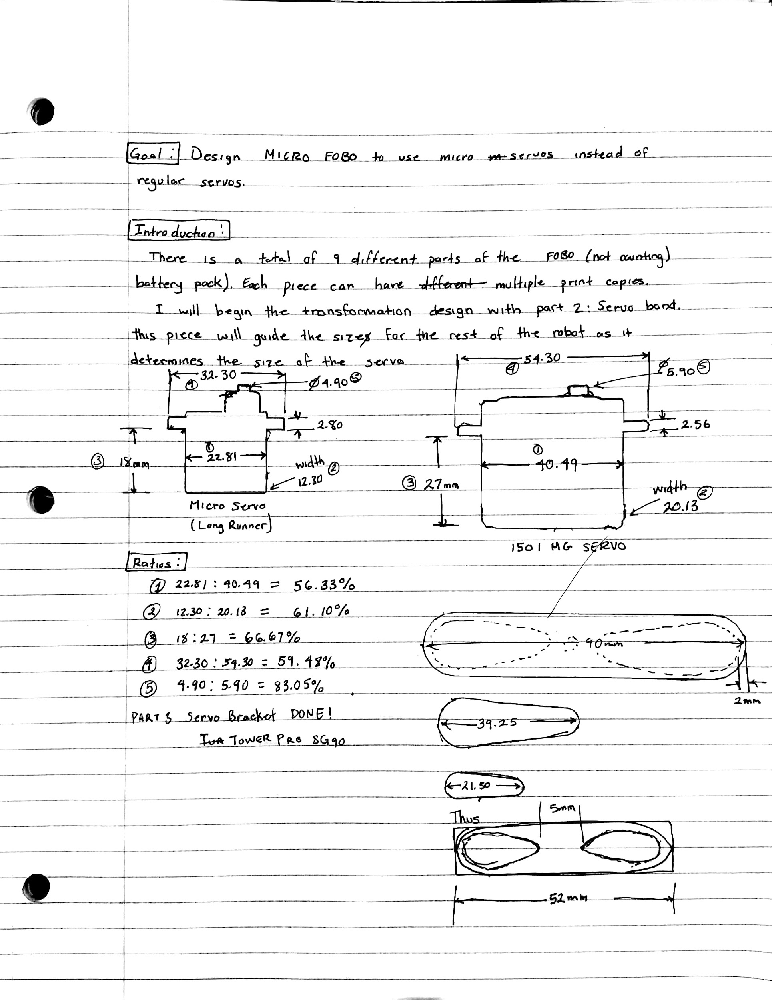 Goal: Design MICRO FOBO to use micro m servos instead of
regular servos.
Introduction:
There is a total of 9 different parts of the FOBO (not counting)
battery pack). Each piece can have different multiple print copies.
I will begin the transformation design with part 2: Servo band.
this piece will guide the sizes for the rest of the robot as it
determines the size of the servo
32.30
④
Ø4.90 ⑤
2.80
①
22.81
③ 18mm
width ②
12.30
Micro Servo
(Long Runner)
54.30
④
Ø5.90 ⑤
2.56
①
40.49
③ 27mm
width ②
20.13
1501 MG SERVO
Ratios:
① 22.81 : 40.49 = 56.33%
② 12.30 : 20.13 = 61.10%
③ 18 : 27 = 66.67%
④ 32.30 : 54.30 = 59.48%
⑤ 4.90 : 5.90 = 83.05%
PART 3 Servo Bracket DONE!
TOWER PRO SG90
90mm
2mm
39.25
21.50
Thus
5mm
52mm